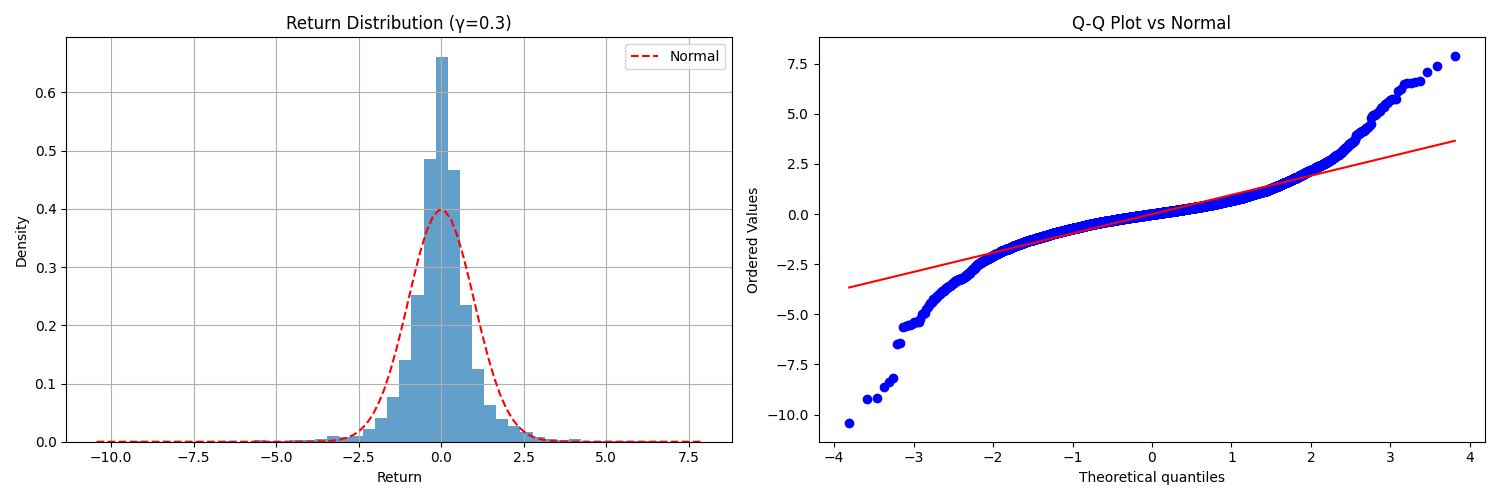 Return Distribution (γ=0.3)
Normal
0.6
0.5
0.4
0.3
0.2
0.1
0.0
Density
−10.0 −7.5 −5.0 −2.5 0.0 2.5 5.0 7.5
Return
Q-Q Plot vs Normal
7.5
5.0
2.5
0.0
−2.5
−5.0
−7.5
−10.0
Ordered Values
−4 −3 −2 −1 0 1 2 3 4
Theoretical quantiles